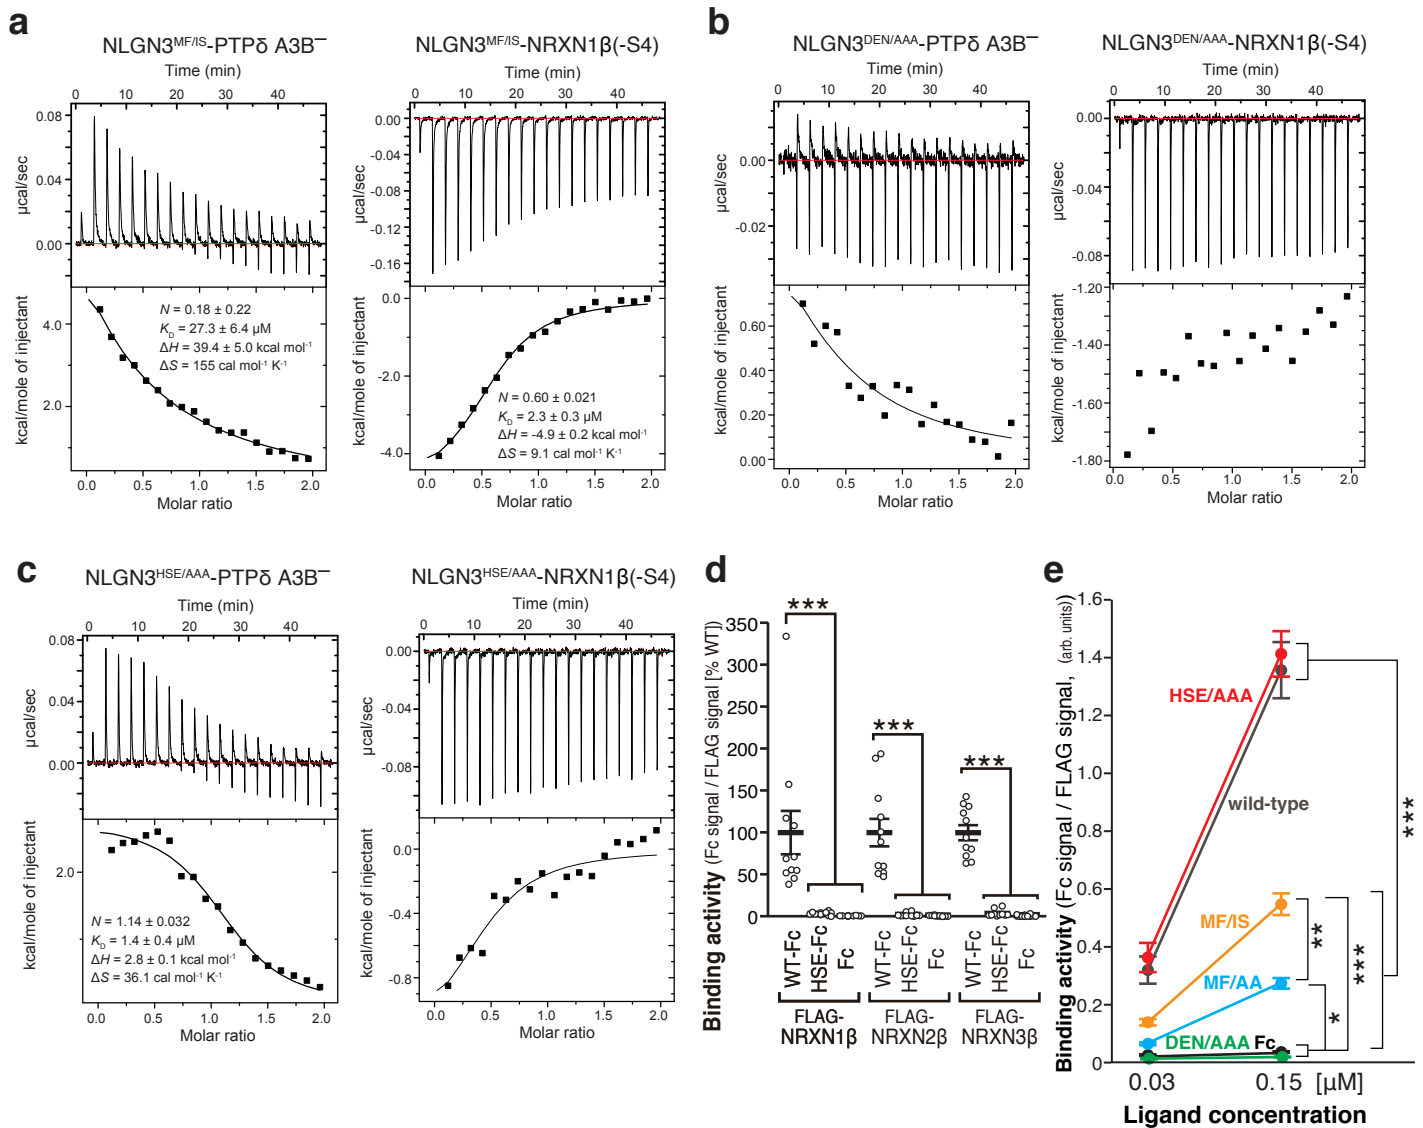 a
NLGN3MF/IS-PTPδ A3B−
Time (min)
0 10 20 30 40
0.08
0.04
0.00
µcal/sec
4.0
2.0
kcal/mole of injectant
N = 0.18 ± 0.22
KD = 27.3 ± 6.4 µM
ΔH = 39.4 ± 5.0 kcal mol-1
ΔS = 155 cal mol-1 K-1
0.0 0.5 1.0 1.5 2.0
Molar ratio
NLGN3MF/IS-NRXN1β(-S4)
Time (min)
0 10 20 30 40
0.00
-0.04
-0.08
-0.12
-0.16
µcal/sec
0.0
-2.0
-4.0
kcal/mole of injectant
N = 0.60 ± 0.021
KD = 2.3 ± 0.3 µM
ΔH = -4.9 ± 0.2 kcal mol-1
ΔS = 9.1 cal mol-1 K-1
0.0 0.5 1.0 1.5 2.0
Molar ratio
b
NLGN3DEN/AAA-PTPδ A3B−
Time (min)
0 10 20 30 40
0.00
-0.02
µcal/sec
0.60
0.40
0.20
0.00
kcal/mole of injectant
0.0 0.5 1.0 1.5 2.0
Molar ratio
NLGN3DEN/AAA-NRXN1β(-S4)
Time (min)
0 10 20 30 40
0.00
-0.04
-0.08
µcal/sec
-1.20
-1.40
-1.60
-1.80
kcal/mole of injectant
0.0 0.5 1.0 1.5 2.0
Molar ratio
c
NLGN3HSE/AAA-PTPδ A3B−
Time (min)
0 10 20 30 40
0.08
0.04
0.00
µcal/sec
2.0
kcal/mole of injectant
N = 1.14 ± 0.032
KD = 1.4 ± 0.4 µM
ΔH = 2.8 ± 0.1 kcal mol-1
ΔS = 36.1 cal mol-1 K-1
0.0 0.5 1.0 1.5 2.0
Molar ratio
NLGN3HSE/AAA-NRXN1β(-S4)
Time (min)
0 10 20 30 40
0.00
-0.04
-0.08
µcal/sec
0.0
-0.4
-0.8
kcal/mole of injectant
0.0 0.5 1.0 1.5 2.0
Molar ratio
d
Binding activity (Fc signal / FLAG signal [% WT])
350
300
250
200
150
100
50
0
***
***
***
WT-Fc
HSE-Fc
Fc
WT-Fc
HSE-Fc
Fc
WT-Fc
HSE-Fc
Fc
FLAG-
NRXN1β
FLAG-
NRXN2β
FLAG-
NRXN3β
e
Binding activity (Fc signal / FLAG signal, (arb. units))
1.6
1.4
1.2
1.0
0.8
0.6
0.4
0.2
0
HSE/AAA
wild-type
MF/IS
MF/AA
DEN/AAA Fc
**
*
***
***
0.03 0.15 [µM]
Ligand concentration